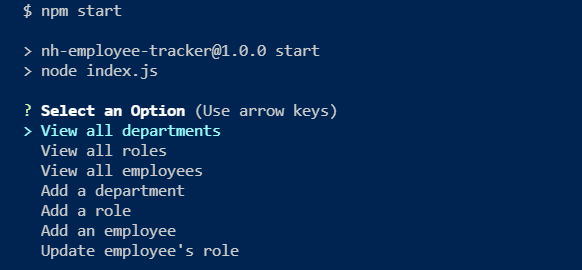 $ npm start
> nh-employee-tracker@1.0.0 start
> node index.js
? Select an Option (Use arrow keys)
> View all departments
View all roles
View all employees
Add a department
Add a role
Add an employee
Update employee's role